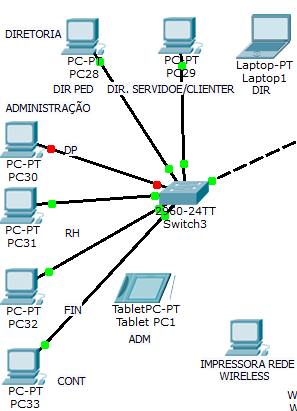 DIRETORIA
PC-PT
PC28
DIR PED
PC-PT
PC29
DIR. SERVIDOE/CLIENTER
Laptop-PT
Laptop1
DIR
ADMINISTRAÇÃO
PC-PT
PC30
DP
2960-24TT
Switch3
PC-PT
PC31
RH
PC-PT
PC32
FIN
TabletPC-PT
Tablet PC1
ADM
PC-PT
PC33
CONT
IMPRESSORA REDE
WIRELESS
W